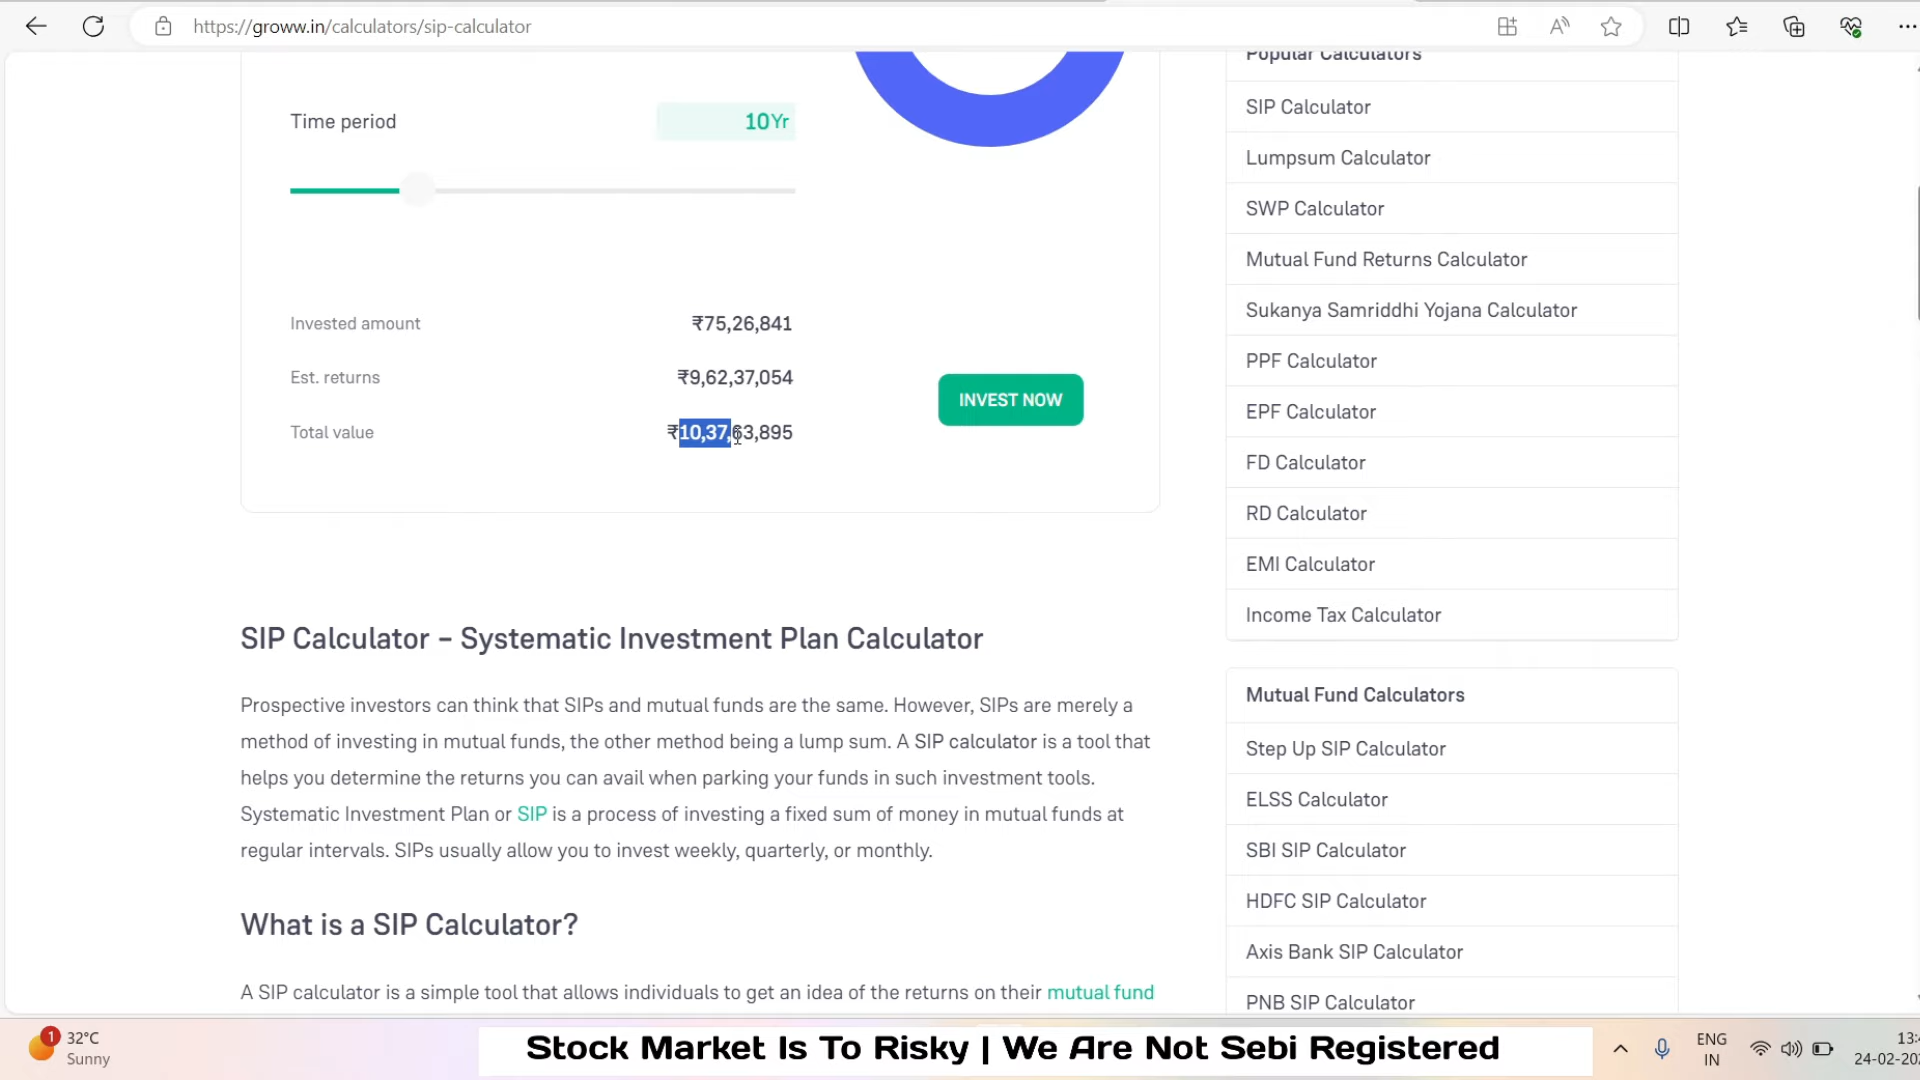 https://groww.in/calculators/sip-calculator
Time period
10Yr
Invested amount
₹75,26,841
Est. returns
₹9,62,37,054
Total value
₹10,37,63,895
INVEST NOW
SIP Calculator – Systematic Investment Plan Calculator
Prospective investors can think that SIPs and mutual funds are the same. However, SIPs are merely a
method of investing in mutual funds, the other method being a lump sum. A SIP calculator is a tool that
helps you determine the returns you can avail when parking your funds in such investment tools.
Systematic Investment Plan or SIP is a process of investing a fixed sum of money in mutual funds at
regular intervals. SIPs usually allow you to invest weekly, quarterly, or monthly.
What is a SIP Calculator?
A SIP calculator is a simple tool that allows individuals to get an idea of the returns on their mutual fund
Popular Calculators
SIP Calculator
Lumpsum Calculator
SWP Calculator
Mutual Fund Returns Calculator
Sukanya Samriddhi Yojana Calculator
PPF Calculator
EPF Calculator
FD Calculator
RD Calculator
EMI Calculator
Income Tax Calculator
Mutual Fund Calculators
Step Up SIP Calculator
ELSS Calculator
SBI SIP Calculator
HDFC SIP Calculator
Axis Bank SIP Calculator
PNB SIP Calculator
1
32°C
Sunny
Stock Market Is To Risky | We Are Not Sebi Registered
ENG
IN
13:
24-02-20